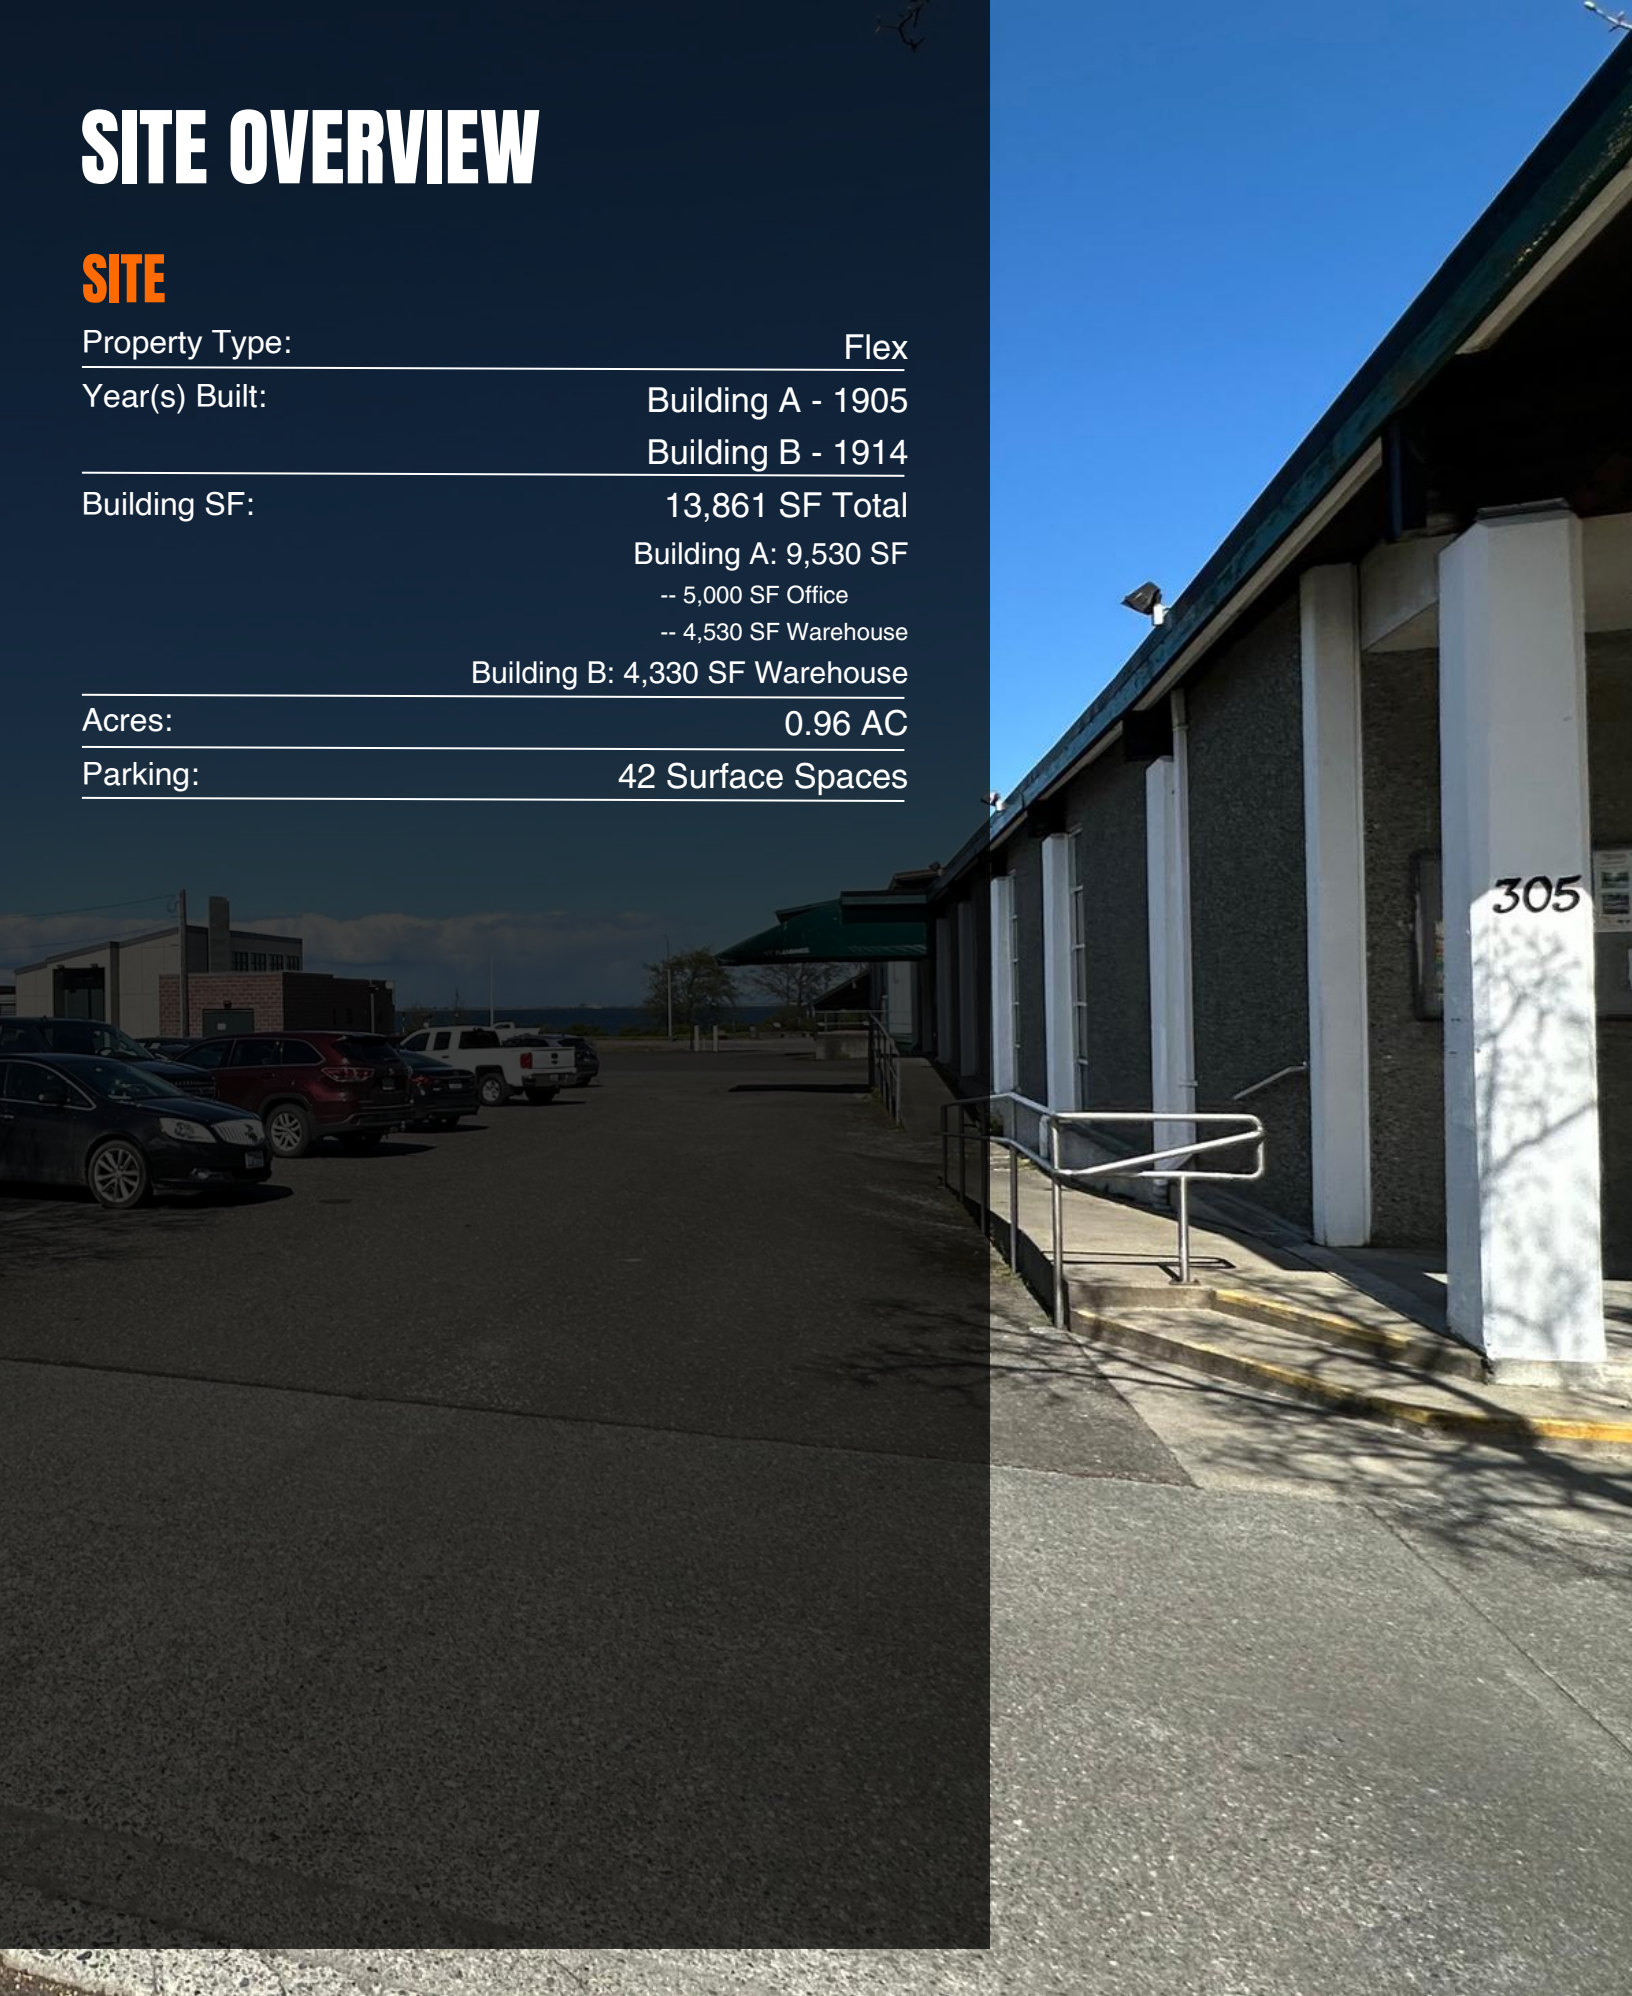 SITE OVERVIEW
SITE
Property Type: Flex
Year(s) Built: Building A - 1905
Building B - 1914
Building SF: 13,861 SF Total
Building A: 9,530 SF
-- 5,000 SF Office
-- 4,530 SF Warehouse
Building B: 4,330 SF Warehouse
Acres: 0.96 AC
Parking: 42 Surface Spaces
305